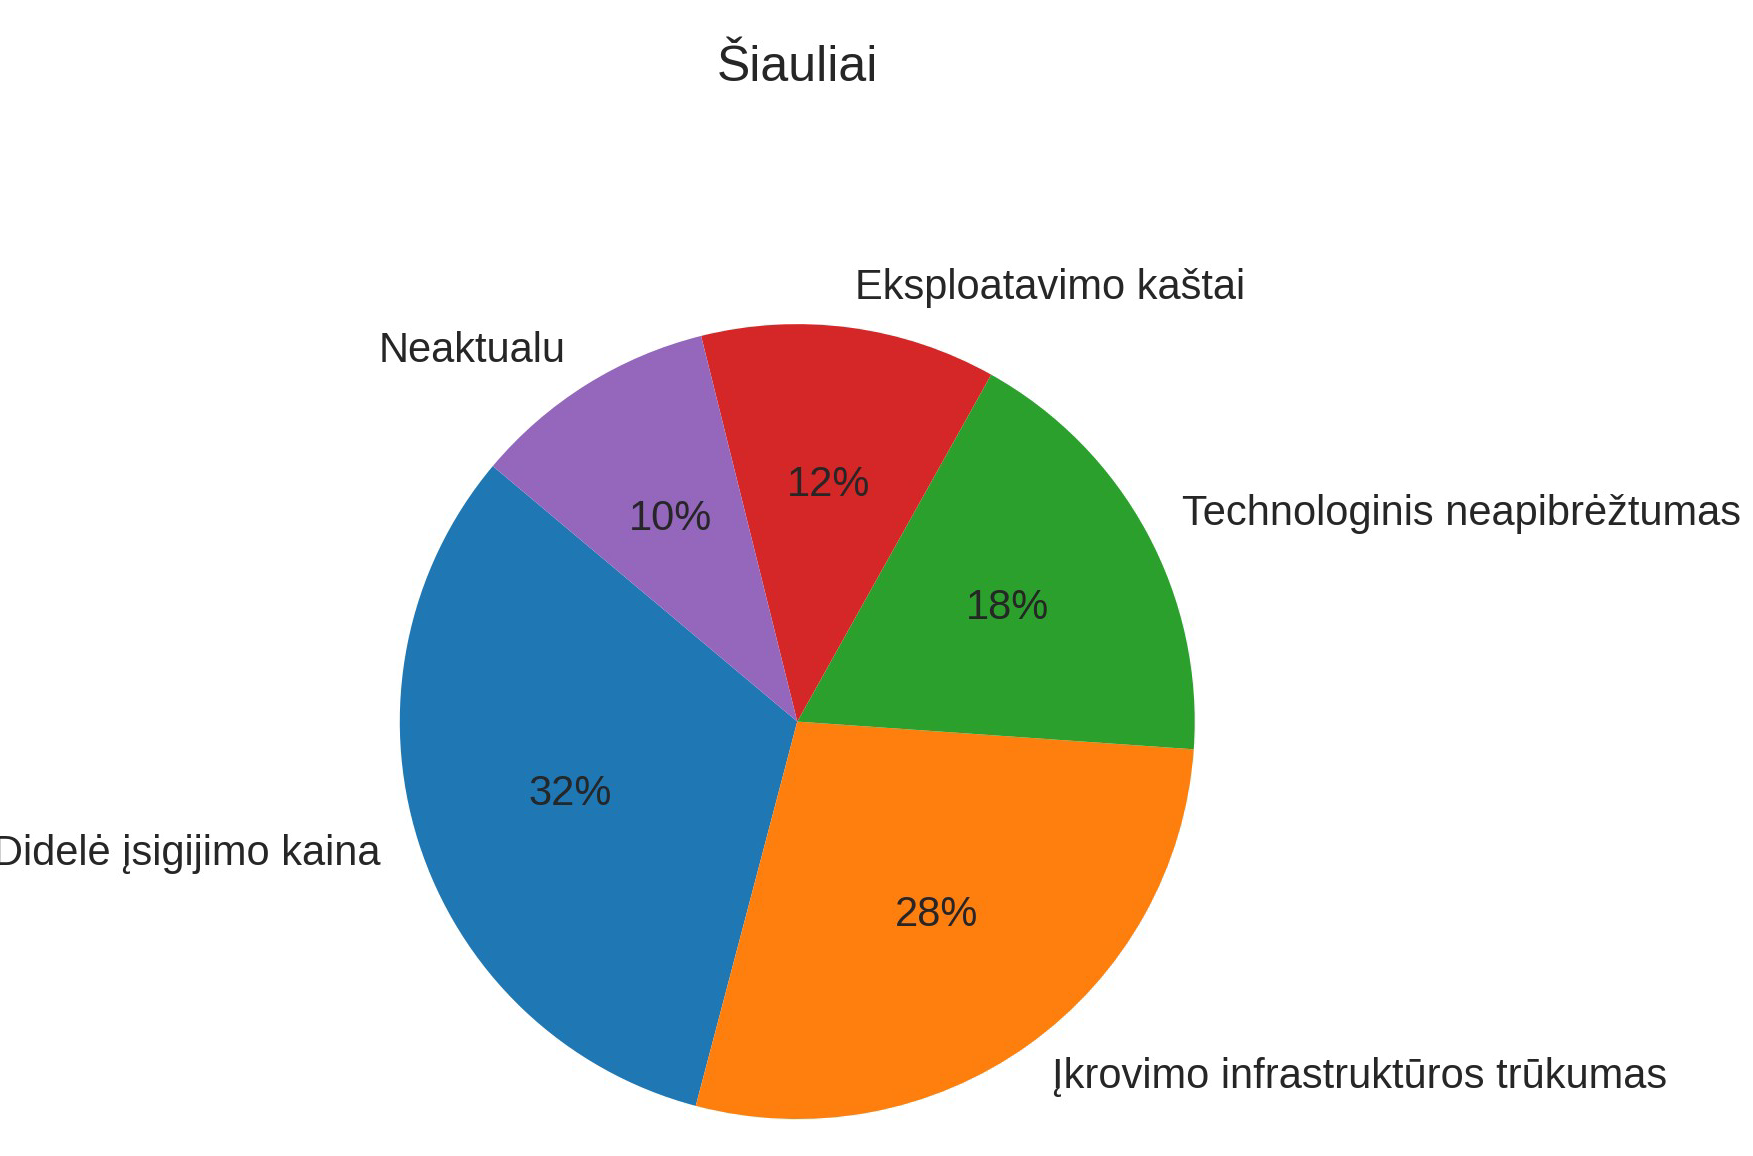 Šiauliai
Eksploatavimo kaštai
Neaktualu
12%
10%
Technologinis neapibrėžtumas
18%
32%
Didelė įsigijimo kaina
28%
Įkrovimo infrastruktūros trūkumas